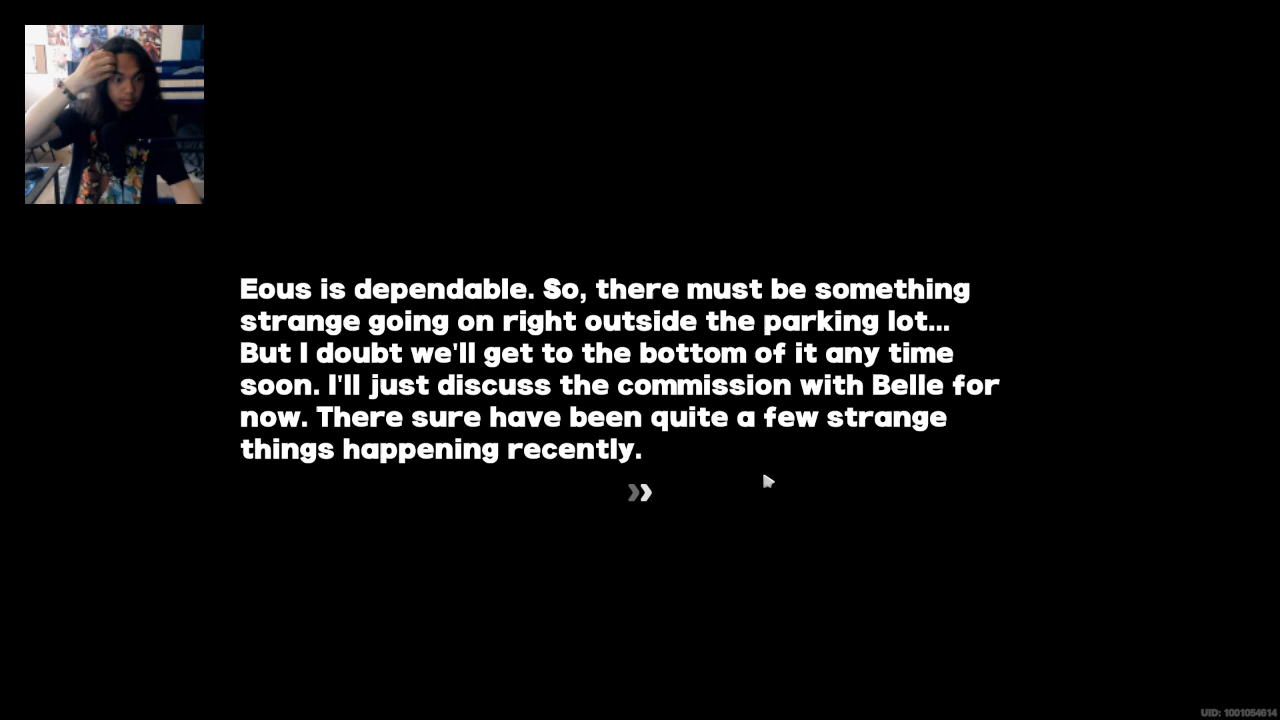 Eous is dependable. So, there must be something
strange going on right outside the parking lot...
But I doubt we'll get to the bottom of it any time
soon. I'll just discuss the commission with Belle for
now. There sure have been quite a few strange
things happening recently.
UID: 1001054614